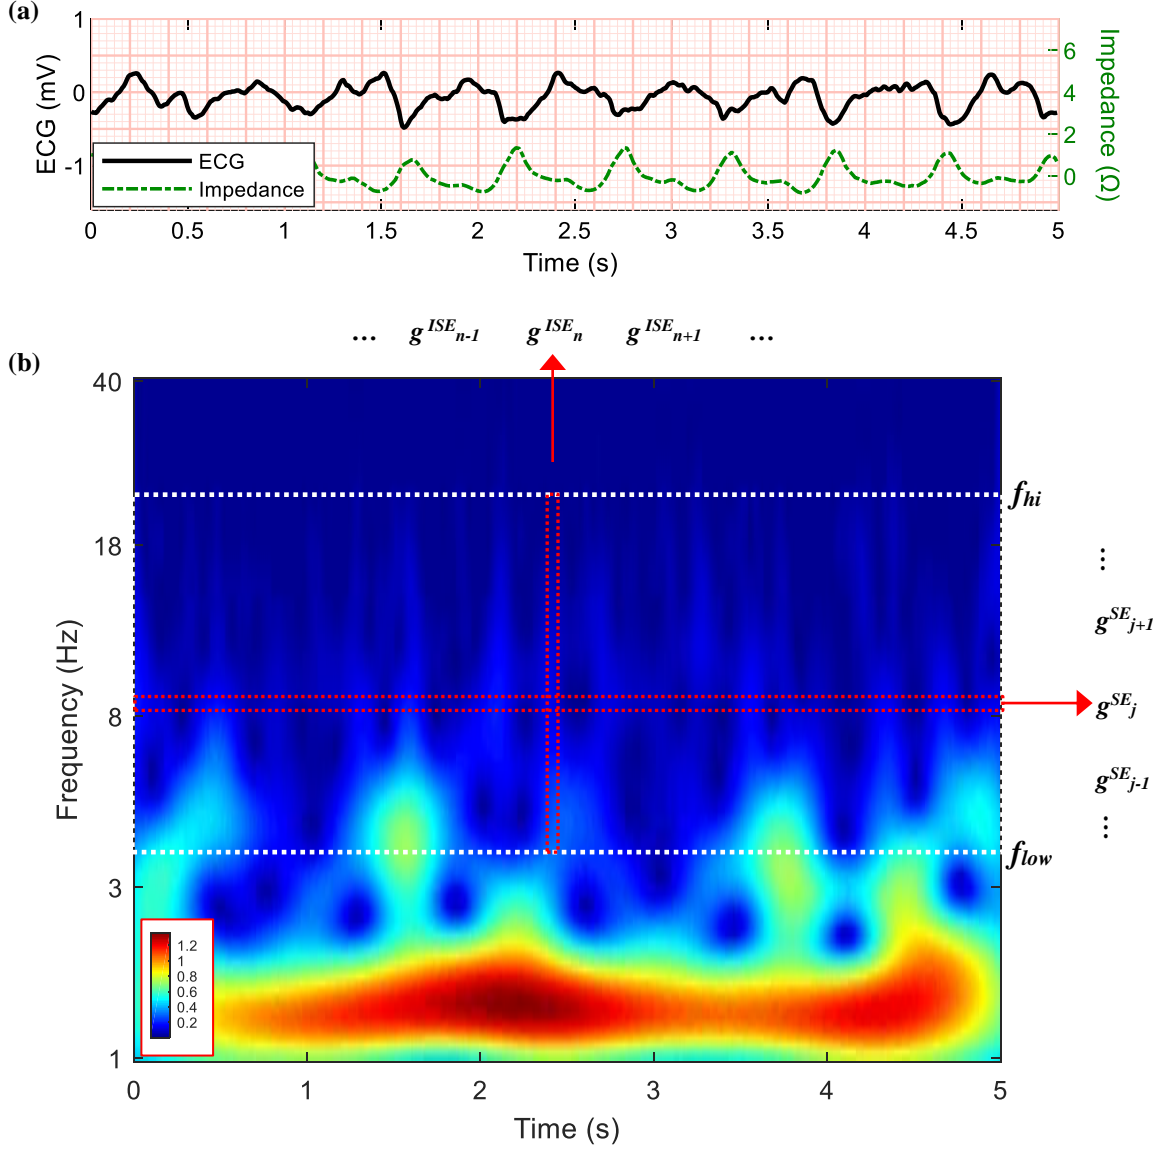 (a)
1
0
-1
ECG (mV)
6
4
2
0
Impedance (Ω)
ECG
Impedance
0 0.5 1 1.5 2 2.5 3 3.5 4 4.5 5
Time (s)
... g^ISE_n-1 g^ISE_n g^ISE_n+1 ...
(b)
40
18
8
3
1
Frequency (Hz)
f_hi
⋮
g^SE_j+1
g^SE_j
g^SE_j-1
⋮
f_low
1.2
0.8
0.6
0.4
0.2
0 1 2 3 4 5
Time (s)